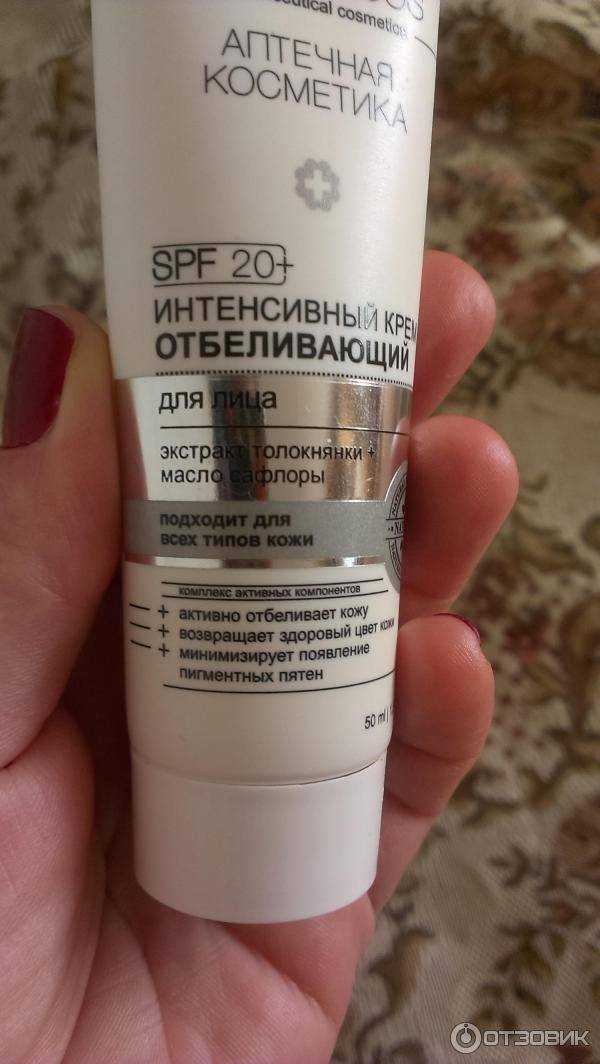 АПТЕЧНАЯ
КОСМЕТИКА
SPF 20+
ИНТЕНСИВНЫЙ КРЕМ
ОТБЕЛИВАЮЩИЙ
для лица
экстракт толокнянки +
масло сафлоры
подходит для
всех типов кожи
комплекс активных компонентов
+ активно отбеливает кожу
+ возвращает здоровый цвет кожи
+ минимизирует появление
пигментных пятен
50 ml
ОТЗОВИК